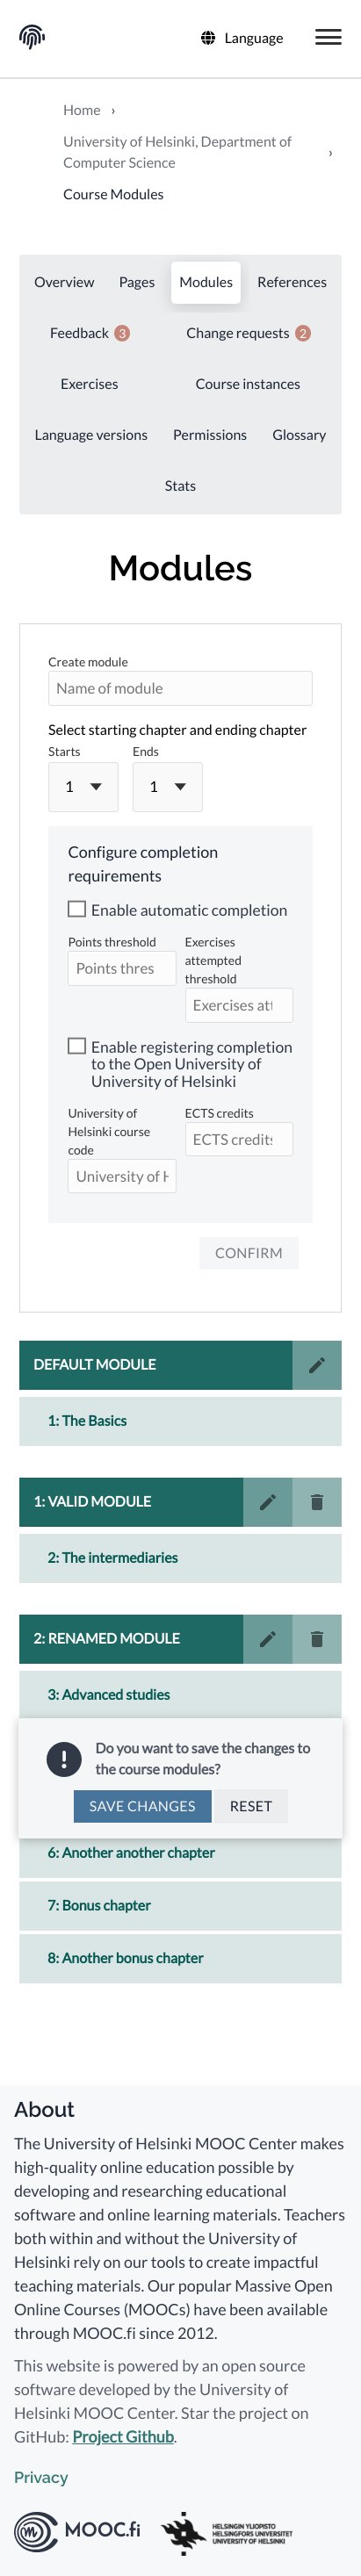 Language
Home ›
University of Helsinki, Department of
Computer Science ›
Course Modules
Overview Pages Modules References
Feedback 3 Change requests 2
Exercises Course instances
Language versions Permissions Glossary
Stats
Modules
Create module
Name of module
Select starting chapter and ending chapter
Starts Ends
1 1
Configure completion
requirements
Enable automatic completion
Points threshold
Points thres
Exercises
attempted
threshold
Exercises att
Enable registering completion
to the Open University of
University of Helsinki
University of
Helsinki course
code
University of H
ECTS credits
ECTS credits
CONFIRM
DEFAULT MODULE
1: The Basics
1: VALID MODULE
2: The intermediaries
2: RENAMED MODULE
3: Advanced studies
Do you want to save the changes to
the course modules?
SAVE CHANGES RESET
6: Another another chapter
7: Bonus chapter
8: Another bonus chapter
About
The University of Helsinki MOOC Center makes
high-quality online education possible by
developing and researching educational
software and online learning materials. Teachers
both within and without the University of
Helsinki rely on our tools to create impactful
teaching materials. Our popular Massive Open
Online Courses (MOOCs) have been available
through MOOC.fi since 2012.
This website is powered by an open source
software developed by the University of
Helsinki MOOC Center. Star the project on
GitHub: Project Github.
Privacy
MOOC.fi
HELSINGIN YLIOPISTO
HELSINGFORS UNIVERSITET
UNIVERSITY OF HELSINKI